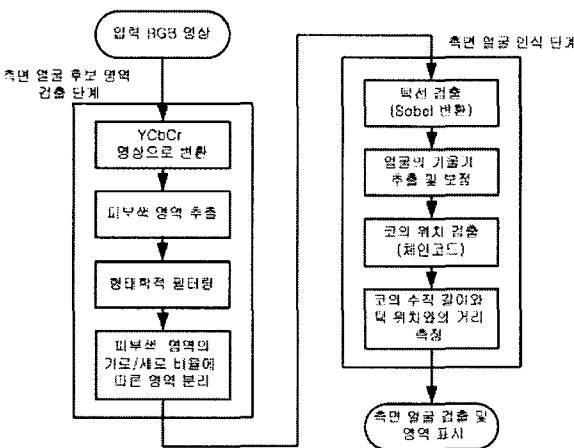 입력 RGB 영상
측면 얼굴 후보 영역
검출 단계
YCbCr
영상으로 변환
피부색 영역 추출
형태학적 필터링
피부색 영역의
가로/세로 비율에
따른 영역 분리
측면 얼굴 인식 단계
턱선 검출
(Sobel 변환)
얼굴의 기울기
추출 및 보정
코의 위치 검출
(체인코드)
코의 수직 길이와
턱 위치와의 거리
측정
측면 얼굴 검출 및
영역 표시